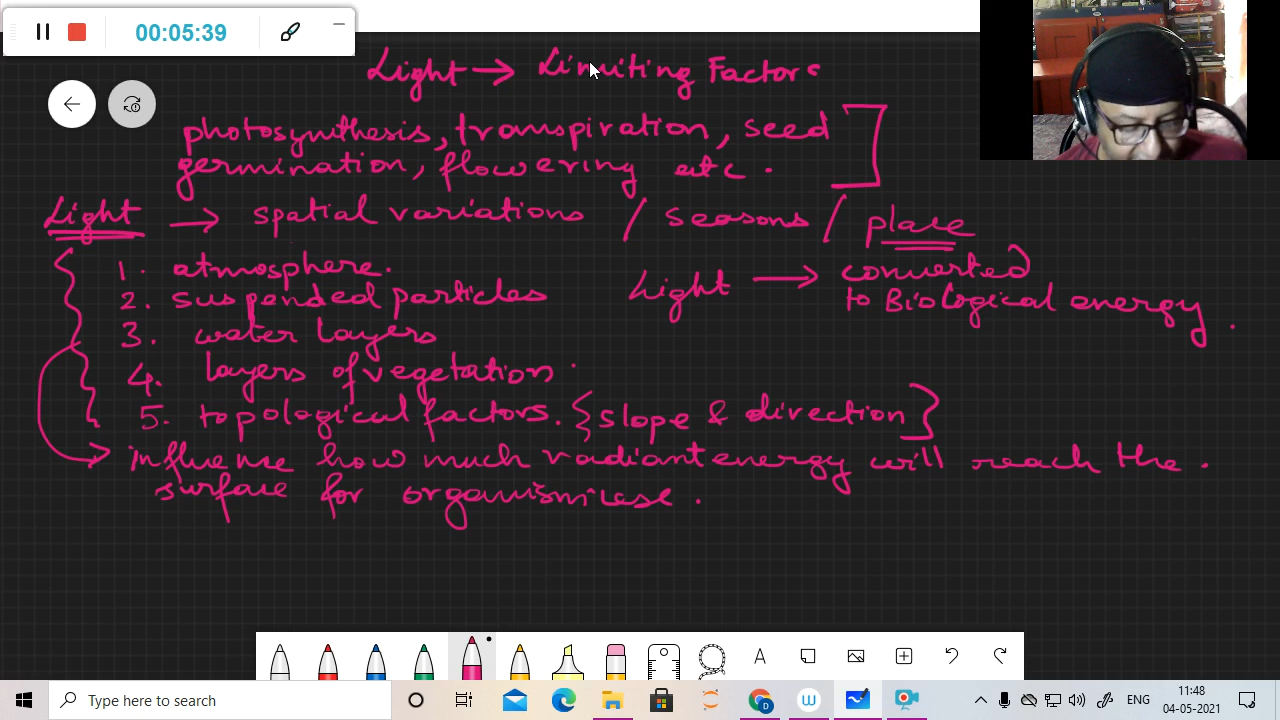 00:05:39
Light → Limiting Factors
photosynthesis, transpiration, seed
germination, flowering etc.
Light → spatial variations / seasons / place
1. atmosphere.
2. suspended particles
3. water layers
4. layers of vegetation
5. topological factors. {slope & direction}
Light → converted
to Biological energy.
influence how much radiant energy will reach the
surface for organismic use.
A
Type here to search
ENG
11:48
04-05-2021